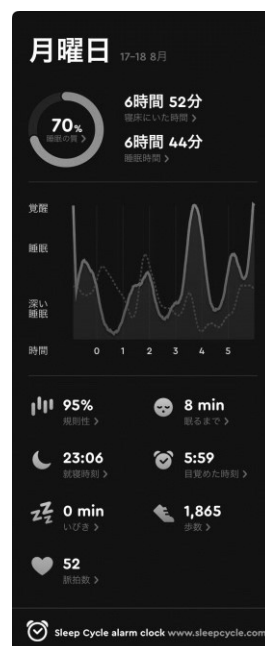 月曜日 17-18 8月
70%
睡眠の質 >
6時間 52分
寝床にいた時間 >
6時間 44分
睡眠時間 >
覚醒
睡眠
深い
睡眠
時間 0 1 2 3 4 5
95%
規則性 >
8 min
眠るまで >
23:06
就寝時刻 >
5:59
目覚めた時刻 >
0 min
いびき >
1,865
歩数 >
52
脈拍数 >
Sleep Cycle alarm clock www.sleepcycle.com